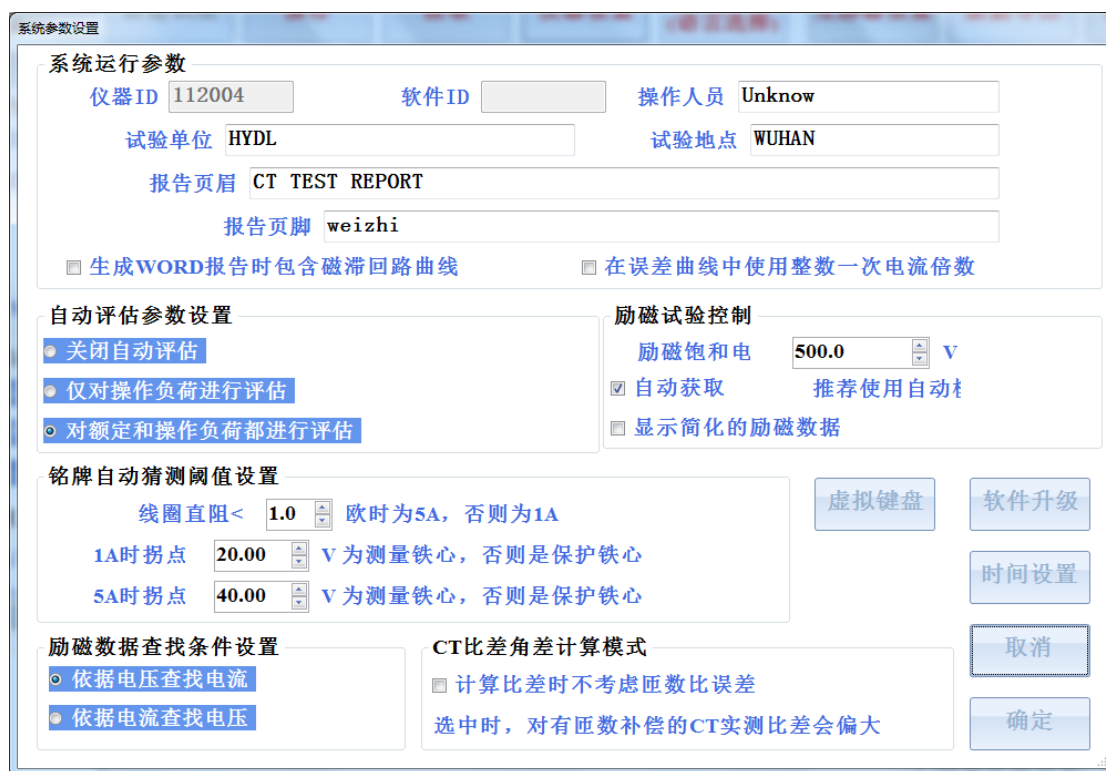 系统参数设置
系统运行参数
仪器ID 112004 软件ID 操作人员 Unknow
试验单位 HYDL 试验地点 WUHAN
报告页眉 CT TEST REPORT
报告页脚 weizhi
生成WORD报告时包含磁滞回路曲线 在误差曲线中使用整数一次电流倍数
自动评估参数设置
关闭自动评估
仅对操作负荷进行评估
对额定和操作负荷都进行评估
励磁试验控制
励磁饱和电 500.0 V
自动获取 推荐使用自动
显示简化的励磁数据
铭牌自动猜测阈值设置
线圈直阻< 1.0 欧时为5A，否则为1A
1A时拐点 20.00 V 为测量铁心，否则是保护铁心
5A时拐点 40.00 V 为测量铁心，否则是保护铁心
虚拟键盘 软件升级
时间设置
取消
确定
励磁数据查找条件设置
依据电压查找电流
依据电流查找电压
CT比差角差计算模式
计算比差时不考虑匝数比误差
选中时，对有匝数补偿的CT实测比差会偏大